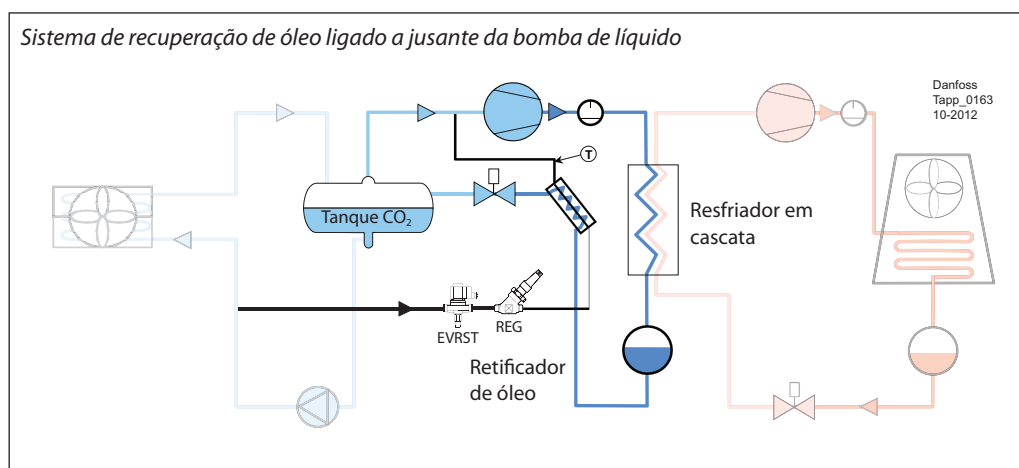 Sistema de recuperação de óleo ligado a jusante da bomba de líquido
Danfoss
Tapp_0163
10-2012
T
Tanque CO₂
Resfriador em
cascata
EVRST
REG
Retificador
de óleo